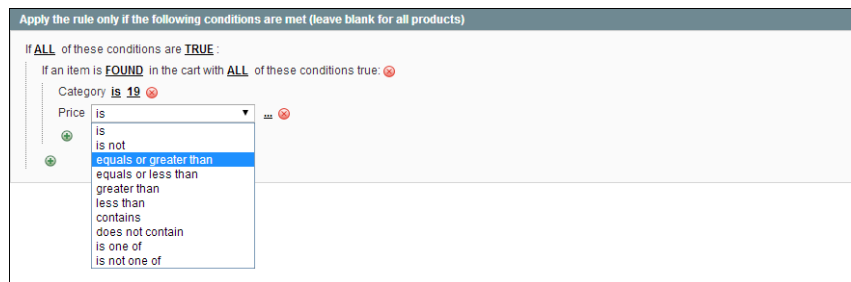 Apply the rule only if the following conditions are met (leave blank for all products)
If ALL of these conditions are TRUE :
If an item is FOUND in the cart with ALL of these conditions true:
Category is 19
Price is ...
is
is not
equals or greater than
equals or less than
greater than
less than
contains
does not contain
is one of
is not one of